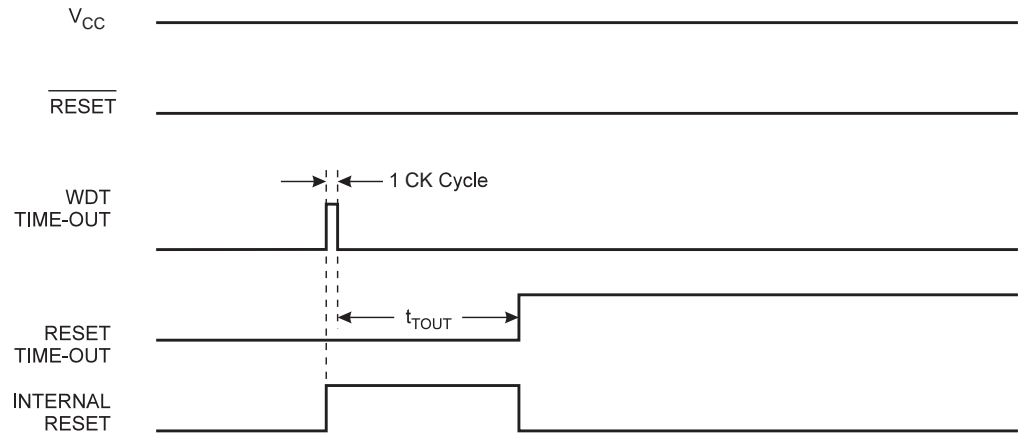 VCC
RESET
1 CK Cycle
WDT
TIME-OUT
tTOUT
RESET
TIME-OUT
INTERNAL
RESET